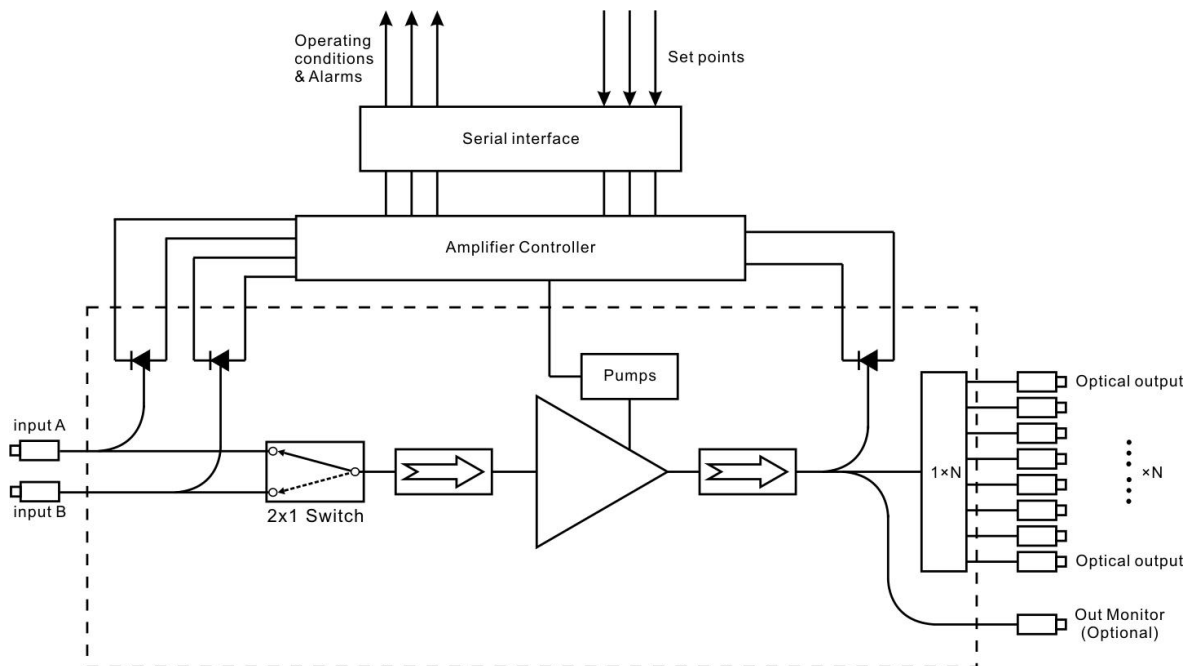 Operating
conditions
& Alarms
Set points
Serial interface
Amplifier Controller
Pumps
input A
input B
2x1 Switch
1×N
Optical output
×N
Optical output
Out Monitor
(Optional)